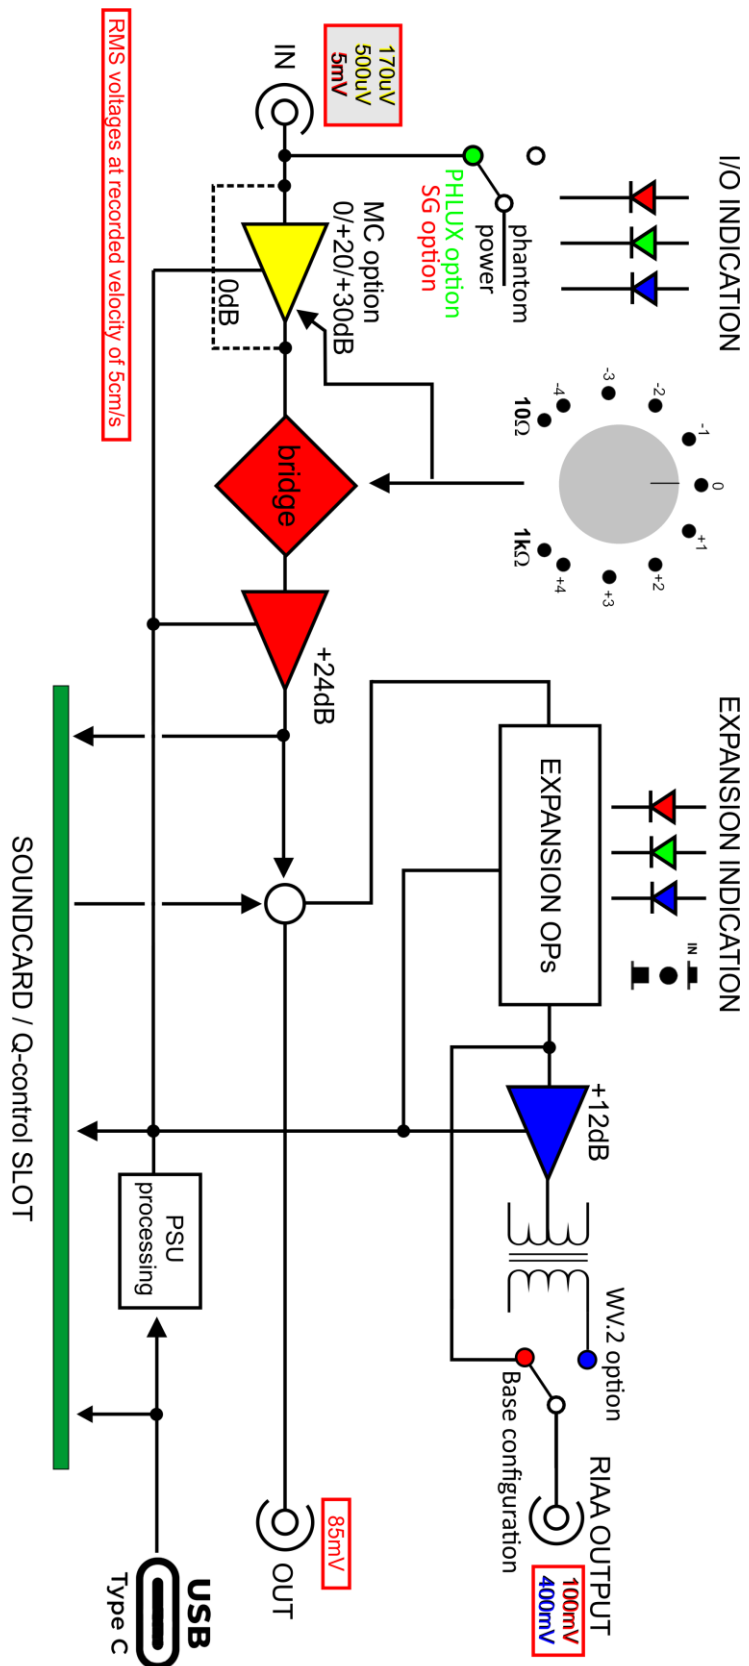 I/O INDICATION
EXPANSION INDICATION
IN
-4
-3
-2
-1
0
+1
+2
+3
+4
10Ω
1kΩ
phantom
power
PHLUX option
SG option
170uV
500uV
5mV
IN
MC option
0/+20/+30dB
0dB
bridge
+24dB
EXPANSION OPs
+12dB
WV.2 option
Base configuration
RIAA OUTPUT
100mV
400mV
85mV
OUT
PSU
processing
USB
Type C
RMS voltages at recorded velocity of 5cm/s
SOUNDCARD / Q-control SLOT